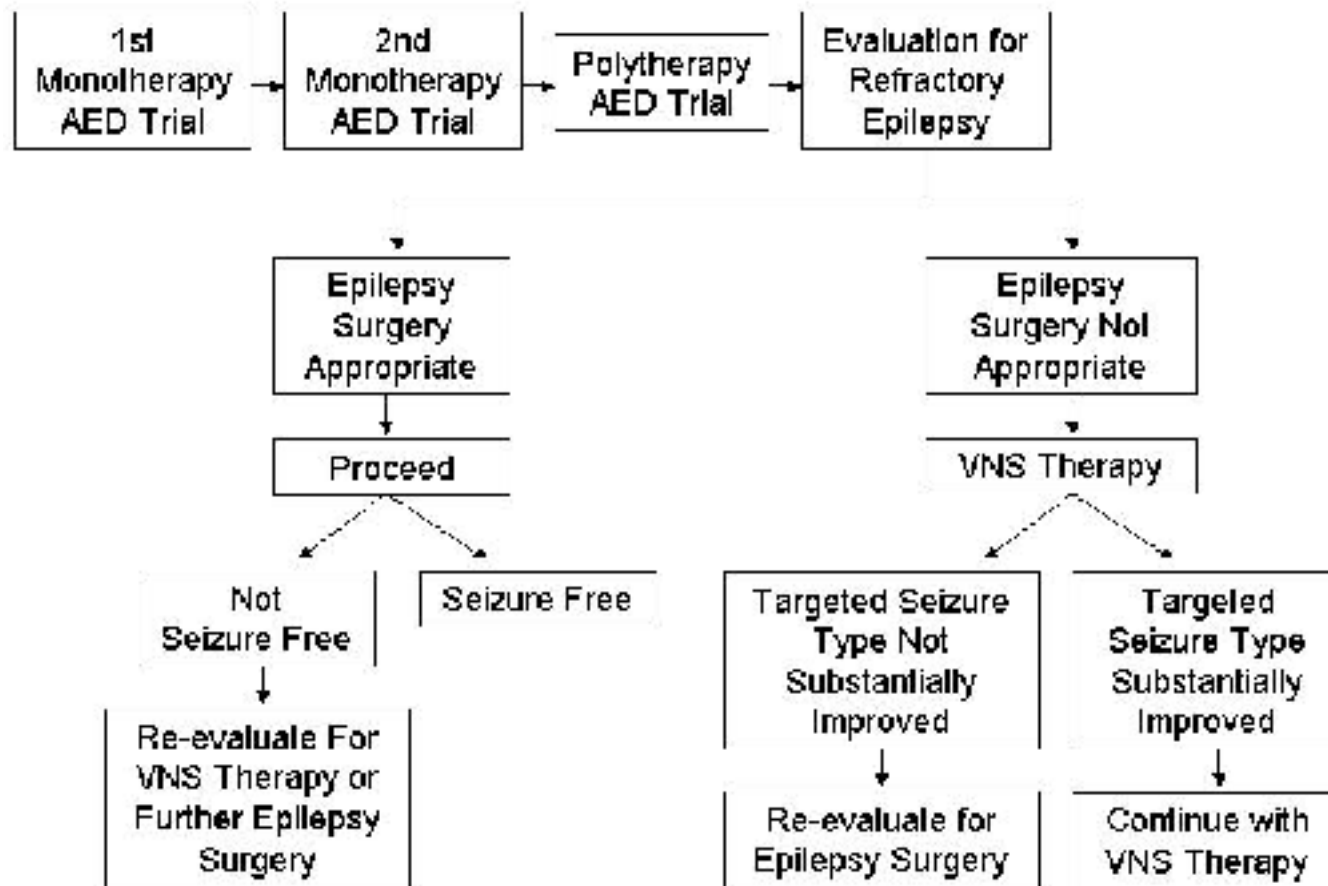 1st
Monotherapy
AED Trial
2nd
Monotherapy
AED Trial
Polytherapy
AED Trial
Evaluation for
Refractory
Epilepsy
Epilepsy
Surgery
Appropriate
Epilepsy
Surgery Not
Appropriate
Proceed
VNS Therapy
Not
Seizure Free
Seizure Free
Targeted Seizure
Type Not
Substantially
Improved
Targeted
Seizure Type
Substantially
Improved
Re-evaluate For
VNS Therapy or
Further Epilepsy
Surgery
Re-evaluate for
Epilepsy Surgery
Continue with
VNS Therapy